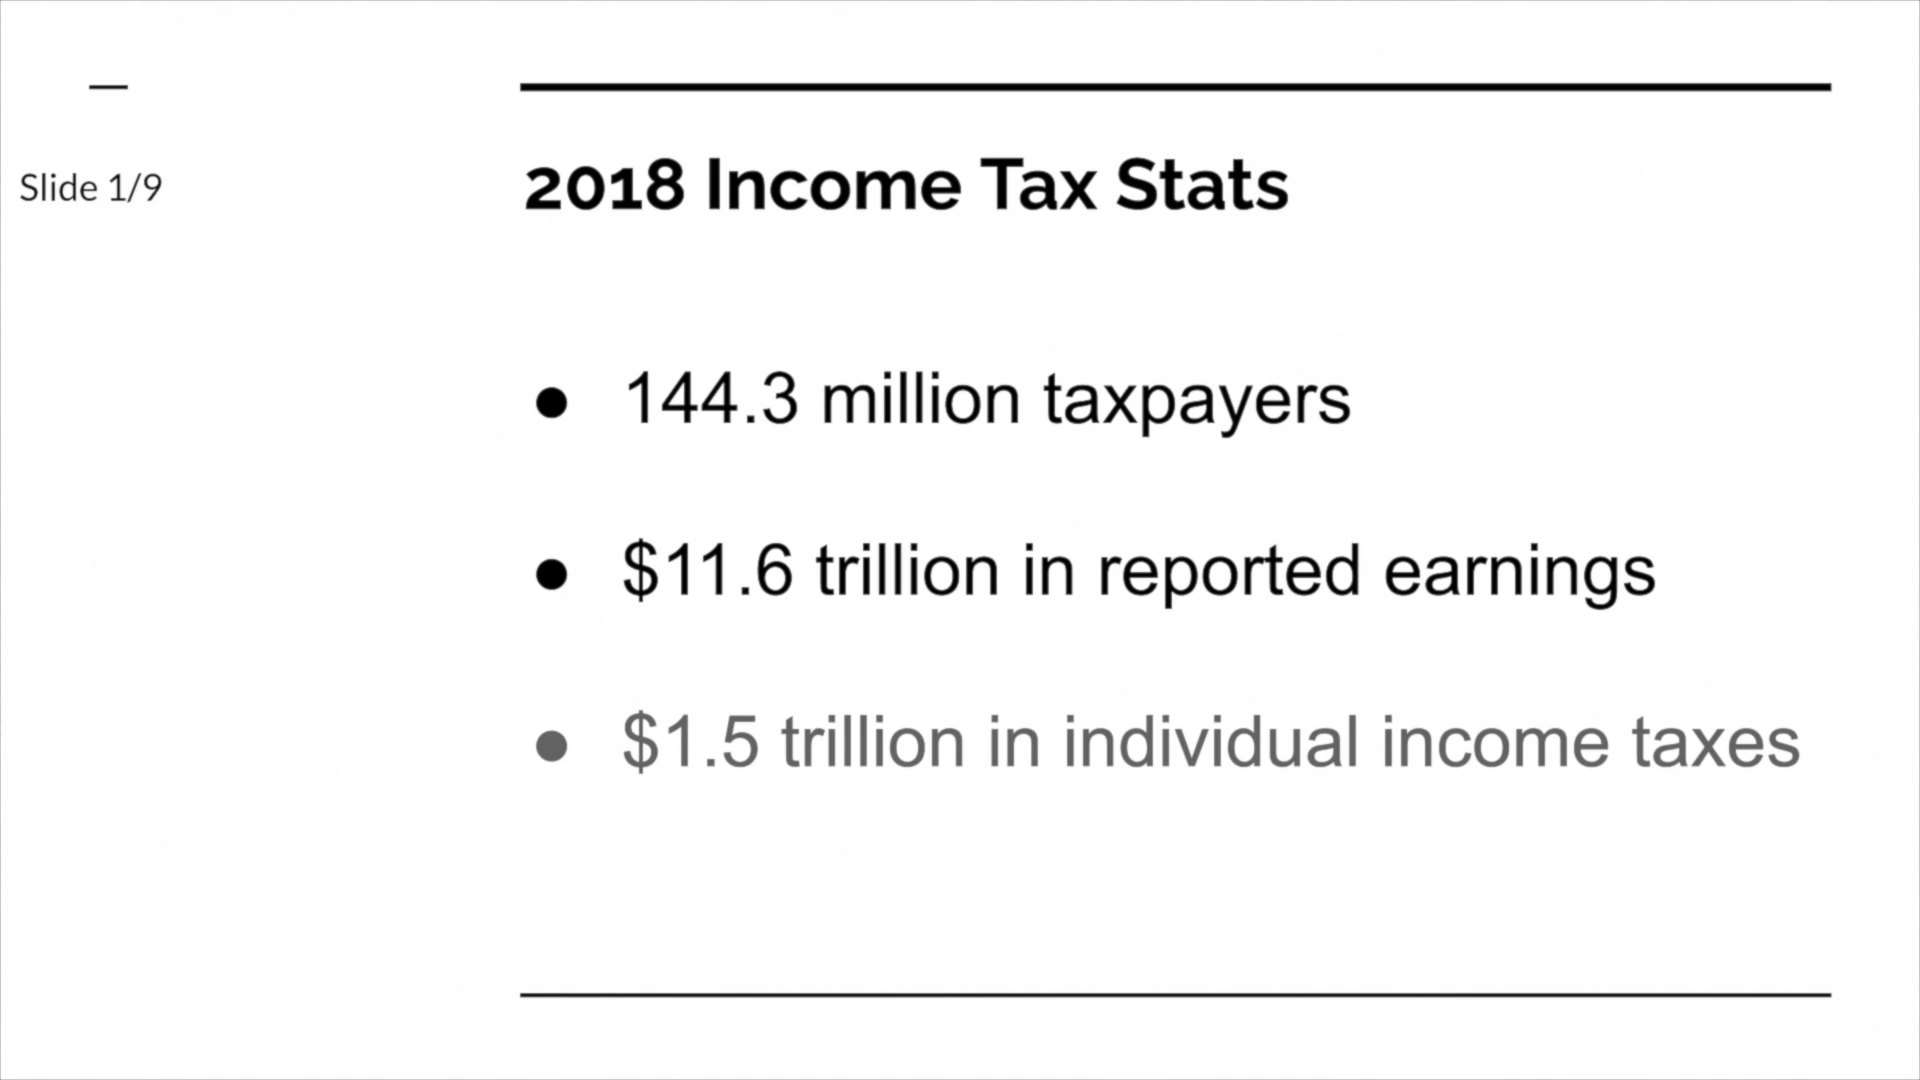 Slide 1/9
2018 Income Tax Stats
● 144.3 million taxpayers
● $11.6 trillion in reported earnings
● $1.5 trillion in individual income taxes